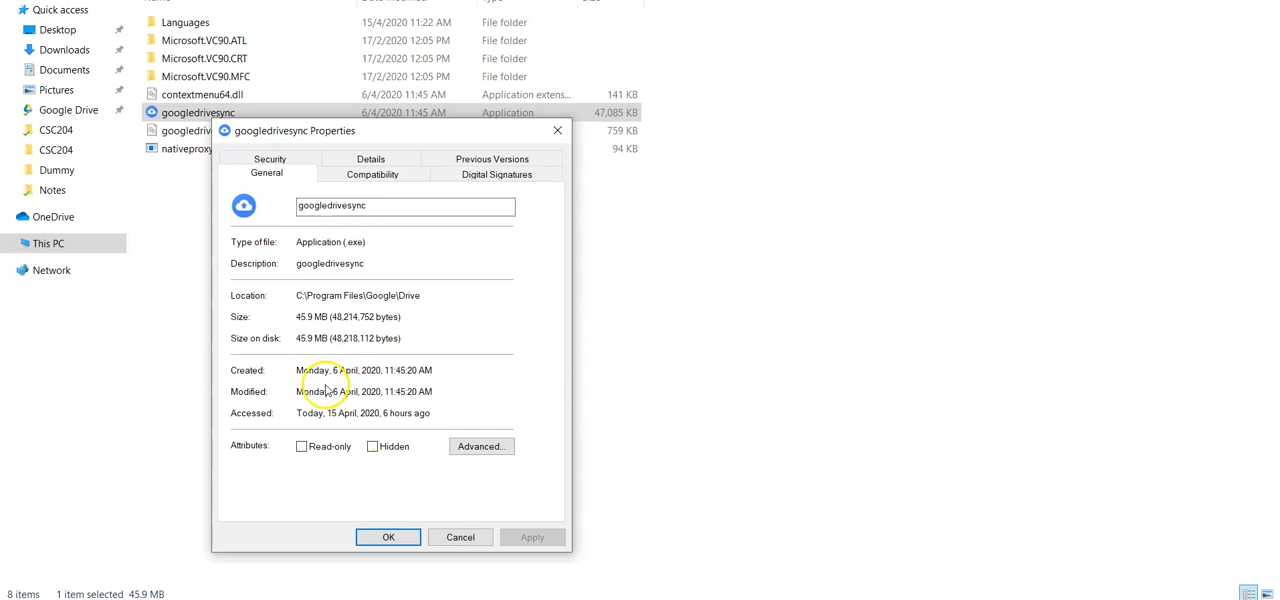 Quick access
Desktop
Downloads
Documents
Pictures
Google Drive
CSC204
CSC204
Dummy
Notes
OneDrive
This PC
Network
Languages 15/4/2020 11:22 AM File folder
Microsoft.VC90.ATL 17/2/2020 12:05 PM File folder
Microsoft.VC90.CRT 17/2/2020 12:05 PM File folder
Microsoft.VC90.MFC 17/2/2020 12:05 PM File folder
contextmenu64.dll 6/4/2020 11:45 AM Application extens... 141 KB
googledrivesync 6/4/2020 11:45 AM Application 47,085 KB
googledriv 759 KB
nativeproxy 94 KB
googledrivesync Properties
Security Details Previous Versions
General Compatibility Digital Signatures
googledrivesync
Type of file: Application (.exe)
Description: googledrivesync
Location: C:\Program Files\Google\Drive
Size: 45.9 MB (48,214,752 bytes)
Size on disk: 45.9 MB (48,218,112 bytes)
Created: Monday, 6 April, 2020, 11:45:20 AM
Modified: Monday, 6 April, 2020, 11:45:20 AM
Accessed: Today, 15 April, 2020, 6 hours ago
Attributes: Read-only Hidden Advanced...
OK Cancel Apply
8 items 1 item selected 45.9 MB